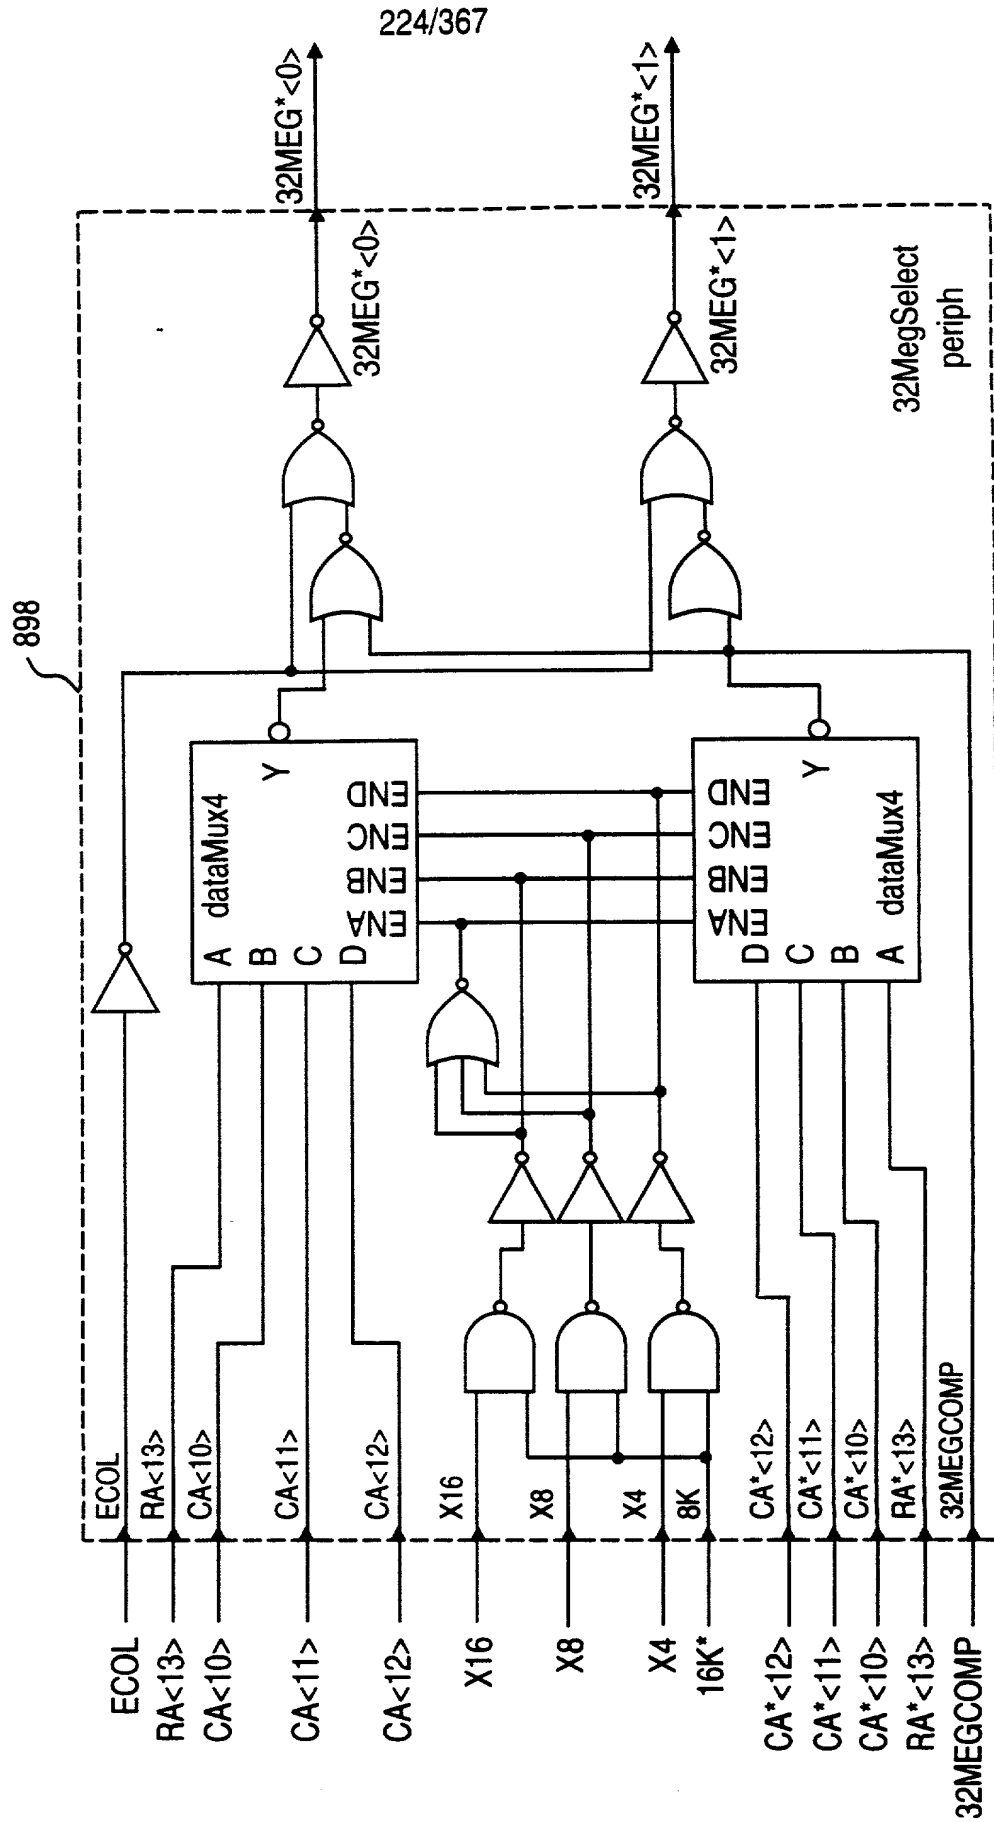 224/367
898
ECOL
RA<13>
CA<10>
CA<11>
CA<12>
X16
X8
X4
16K*
CA*<12>
CA*<11>
CA*<10>
RA*<13>
32MEGCOMP
ECOL
RA<13>
CA<10>
CA<11>
CA<12>
X16
X8
X4
8K
CA*<12>
CA*<11>
CA*<10>
RA*<13>
32MEGCOMP
A
B
C
D
dataMux4
Y
ENA
ENB
ENC
END
D
C
B
A
dataMux4
Y
ENA
ENB
ENC
END
32MEG*<0>
32MEG*<0>
32MEG*<1>
32MEG*<1>
32MegSelect
periph